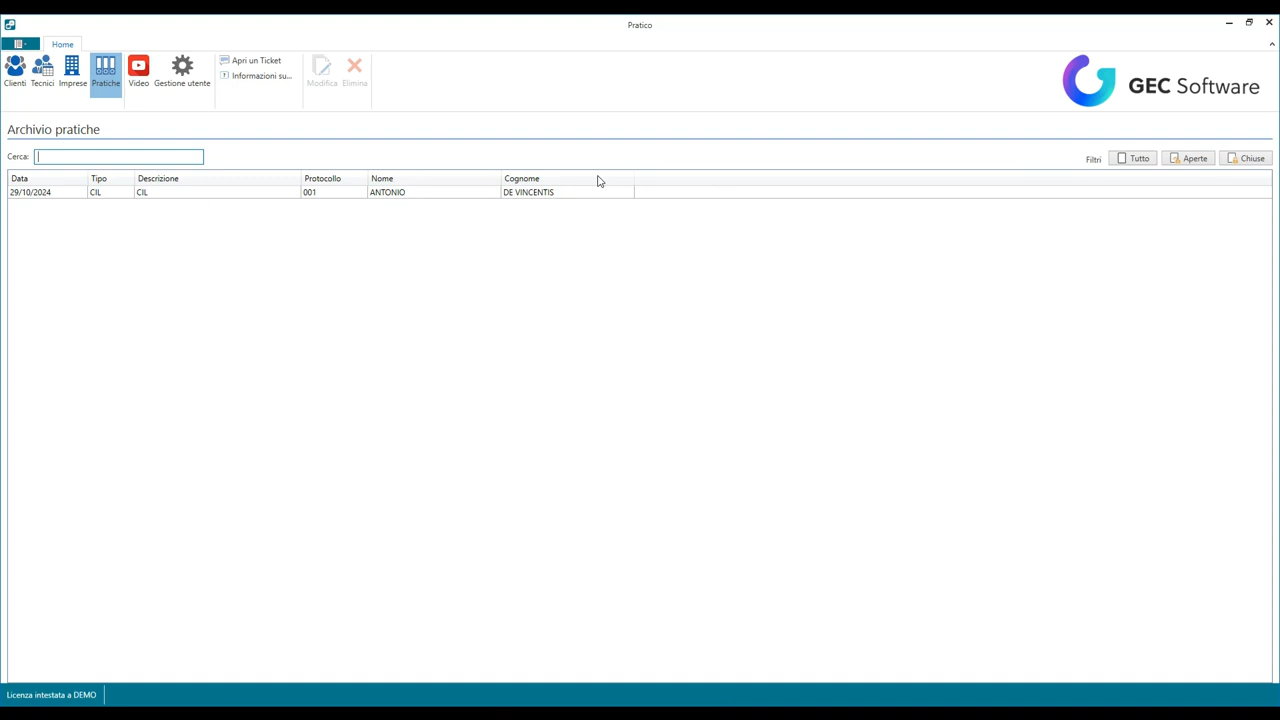 Pratico
Home
Clienti Tecnici Imprese Pratiche Video Gestione utente Apri un Ticket Informazioni su... Modifica Elimina
GEC Software
Archivio pratiche
Cerca: Filtri Tutto Aperte Chiuse
Data Tipo Descrizione Protocollo Nome Cognome
29/10/2024 CIL CIL 001 ANTONIO DE VINCENTIS
Licenza intestata a DEMO